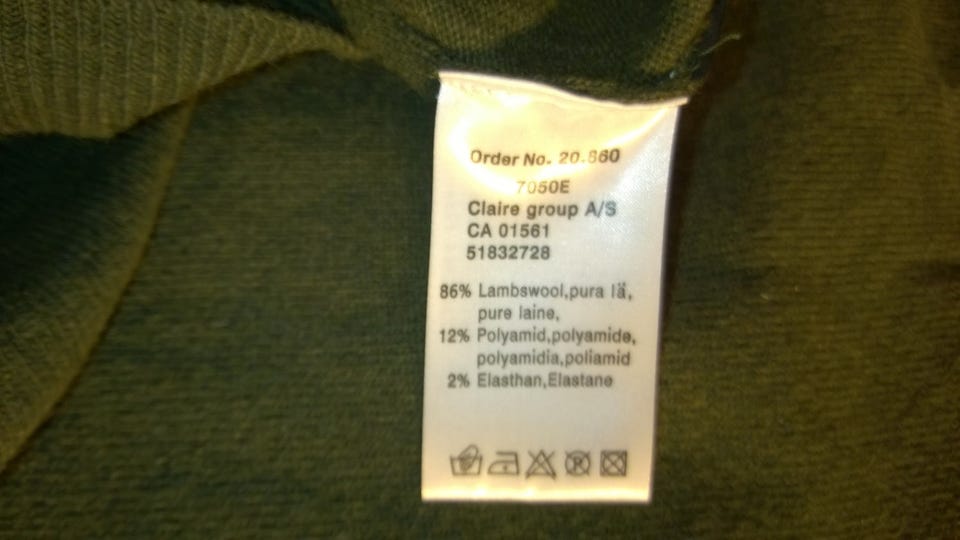 Order No. 20.860
7050E
Claire group A/S
CA 01561
51832728
86% Lambswool,pura lä,
pure laine,
12% Polyamid,polyamide,
polyamidia,poliamid
2% Elasthan,Elastane